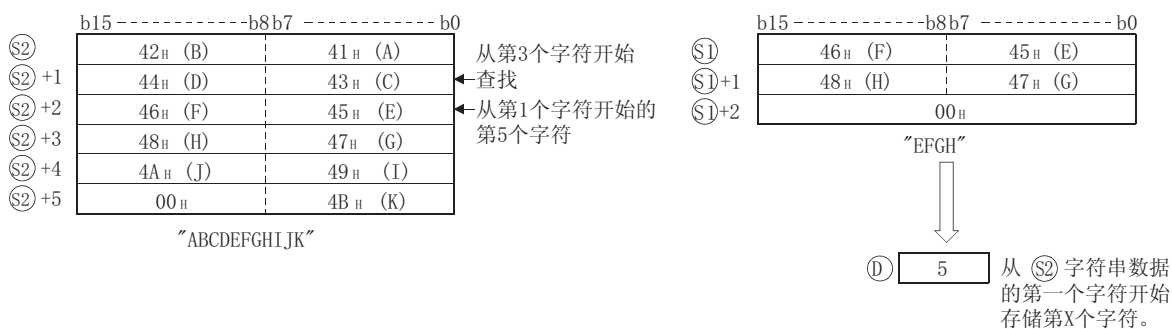 b15 --------------b8 b7 -------------- b0
S2 42H (B) 41H (A)
S2 +1 44H (D) 43H (C)
S2 +2 46H (F) 45H (E)
S2 +3 48H (H) 47H (G)
S2 +4 4AH (J) 49H (I)
S2 +5 00H 4BH (K)
"ABCDEFGHIJK"
从第3个字符开始
查找
从第1个字符开始的
第5个字符
b15 --------------b8 b7 -------------- b0
S1 46H (F) 45H (E)
S1+1 48H (H) 47H (G)
S1+2 00H
"EFGH"
D 5
从 S2 字符串数据
的第一个字符开始
存储第X个字符。